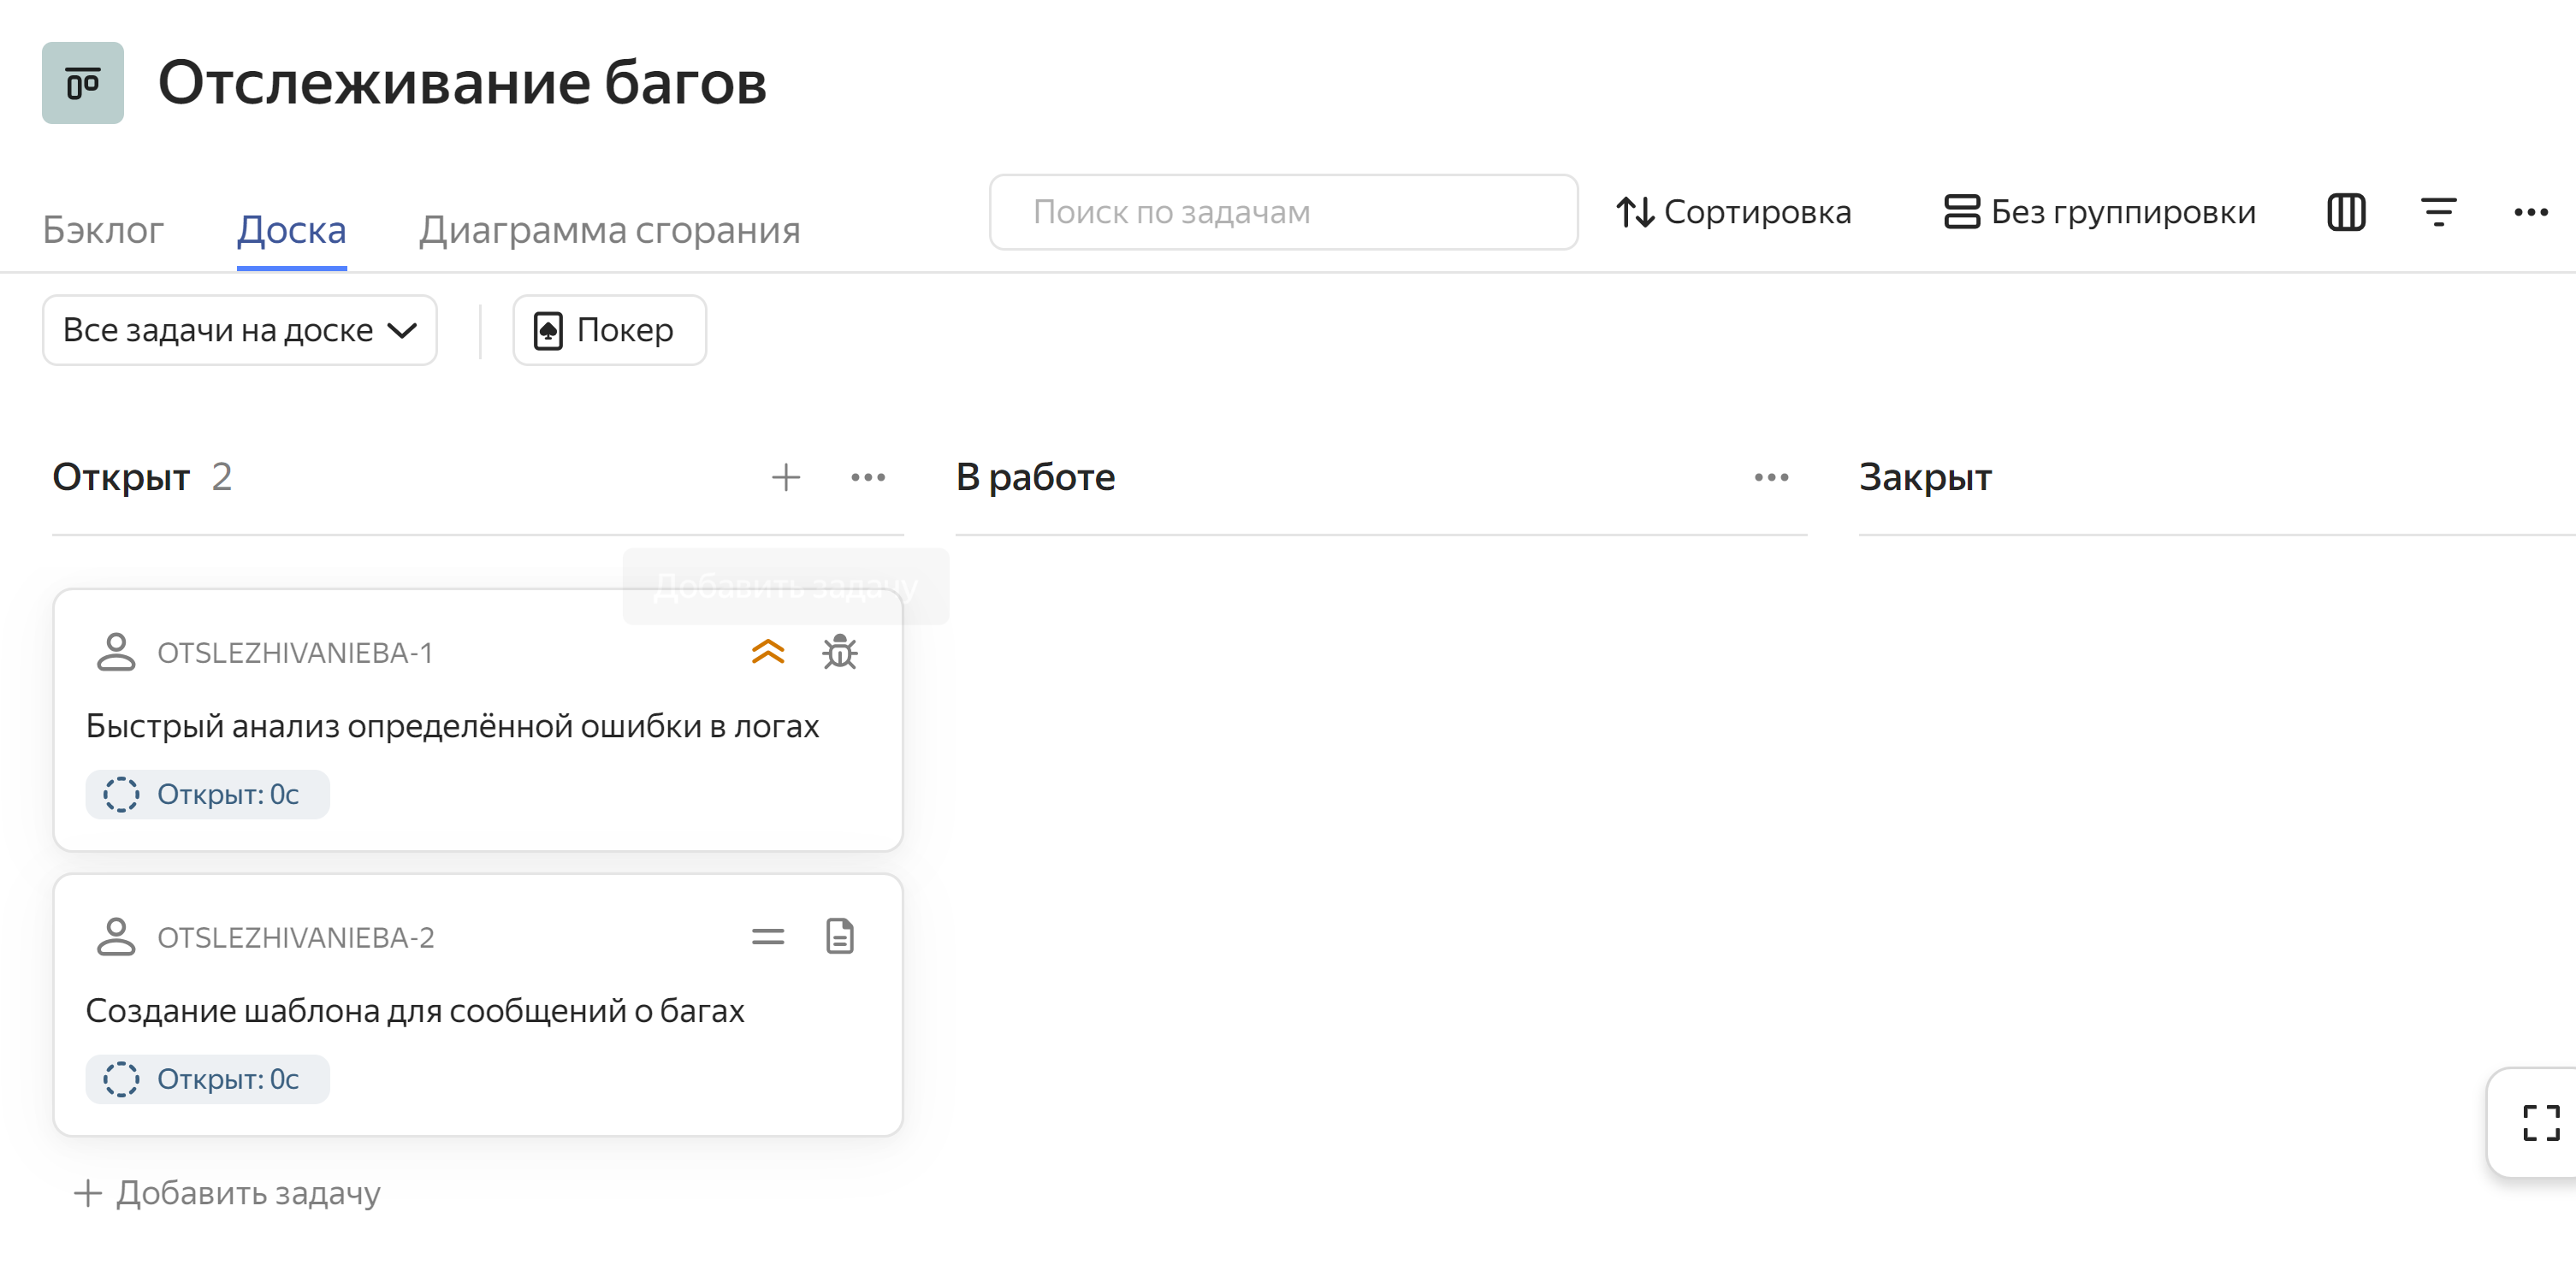 Отслеживание багов
Бэклог
Доска
Диаграмма сгорания
Поиск по задачам
Сортировка
Без группировки
Все задачи на доске
Покер
Открыт 2
В работе
Закрыт
Добавить задачу
OTSLEZHIVANIEBA-1
Быстрый анализ определённой ошибки в логах
Открыт: 0с
OTSLEZHIVANIEBA-2
Создание шаблона для сообщений о багах
Открыт: 0с
Добавить задачу